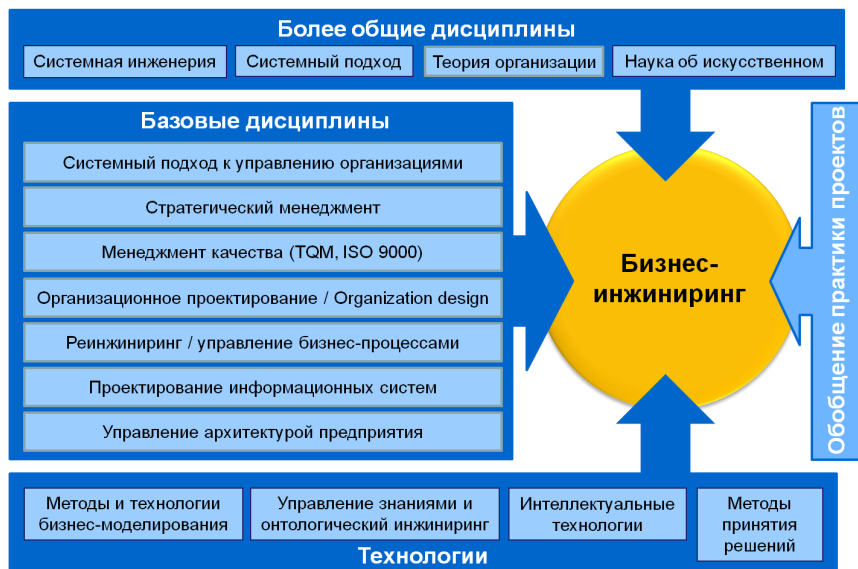 Более общие дисциплины
Системная инженерия
Системный подход
Теория организации
Наука об искусственном
Базовые дисциплины
Системный подход к управлению организациями
Стратегический менеджмент
Менеджмент качества (TQM, ISO 9000)
Организационное проектирование / Organization design
Реинжиниринг / управление бизнес-процессами
Проектирование информационных систем
Управление архитектурой предприятия
Бизнес-
инжиниринг
Обобщение практики проектов
Методы и технологии
бизнес-моделирования
Управление знаниями и
онтологический инжиниринг
Интеллектуальные
технологии
Методы
принятия
решений
Технологии